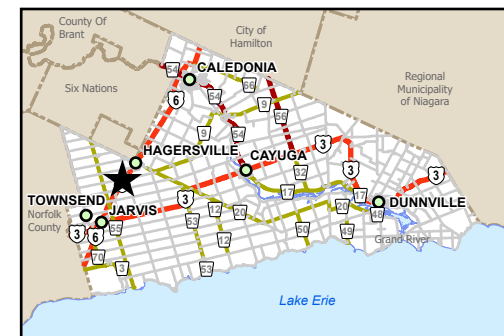 County Of
Brant
City of
Hamilton
54
CALEDONIA
Six Nations
6
54
66
9
56
Regional
Municipality
of Niagara
9
54
3
HAGERSVILLE
CAYUGA
32
3
3
17
17
TOWNSEND
3
DUNNVILLE
Norfolk
County
JARVIS
53
12
20
20
48
3
6
55
12
50
49
Grand River
70
3
53
Lake Erie